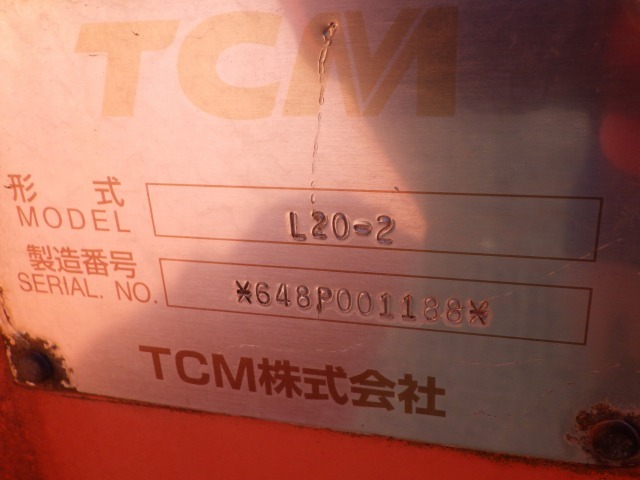 TCM
形式 L20-2
MODEL
製造番号 *648P001188*
SERIAL. NO.
TCM株式会社